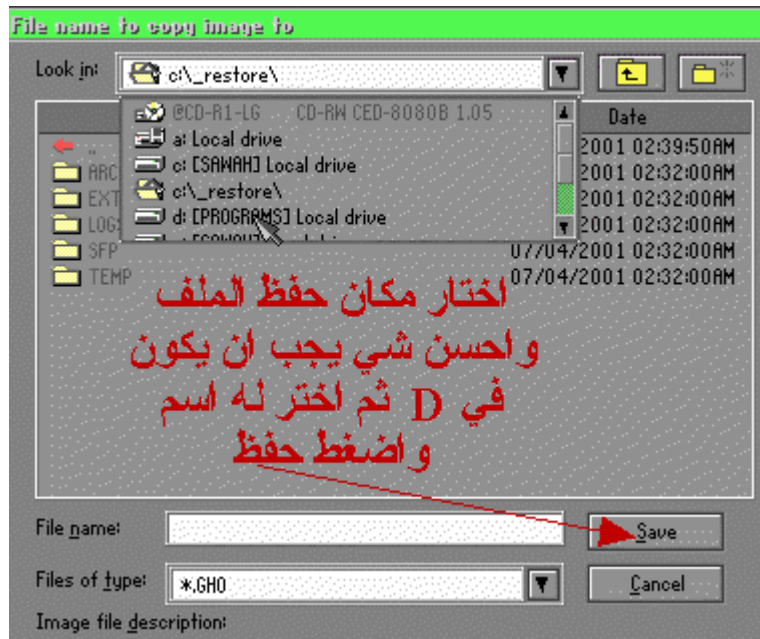 File name to copy image to
Look in: c:\_restore\
@CD-R1-LG CD-RW CED-8080B 1.05
a: Local drive
c: [SAWAH] Local drive
c:\_restore\
d: [PROGRAMS] Local drive
Date
.. 2001 02:39:50AM
ARC 2001 02:32:00AM
EXT 2001 02:32:00AM
LOGS 2001 02:32:00AM
SFP 07/04/2001 02:32:00AM
TEMP 07/04/2001 02:32:00AM
اختار مكان حفظ الملف
واحسن شي يجب ان يكون
في D ثم اختر له اسم
واضغط حفظ
File name: Save
Files of type: *.GHO Cancel
Image file description: